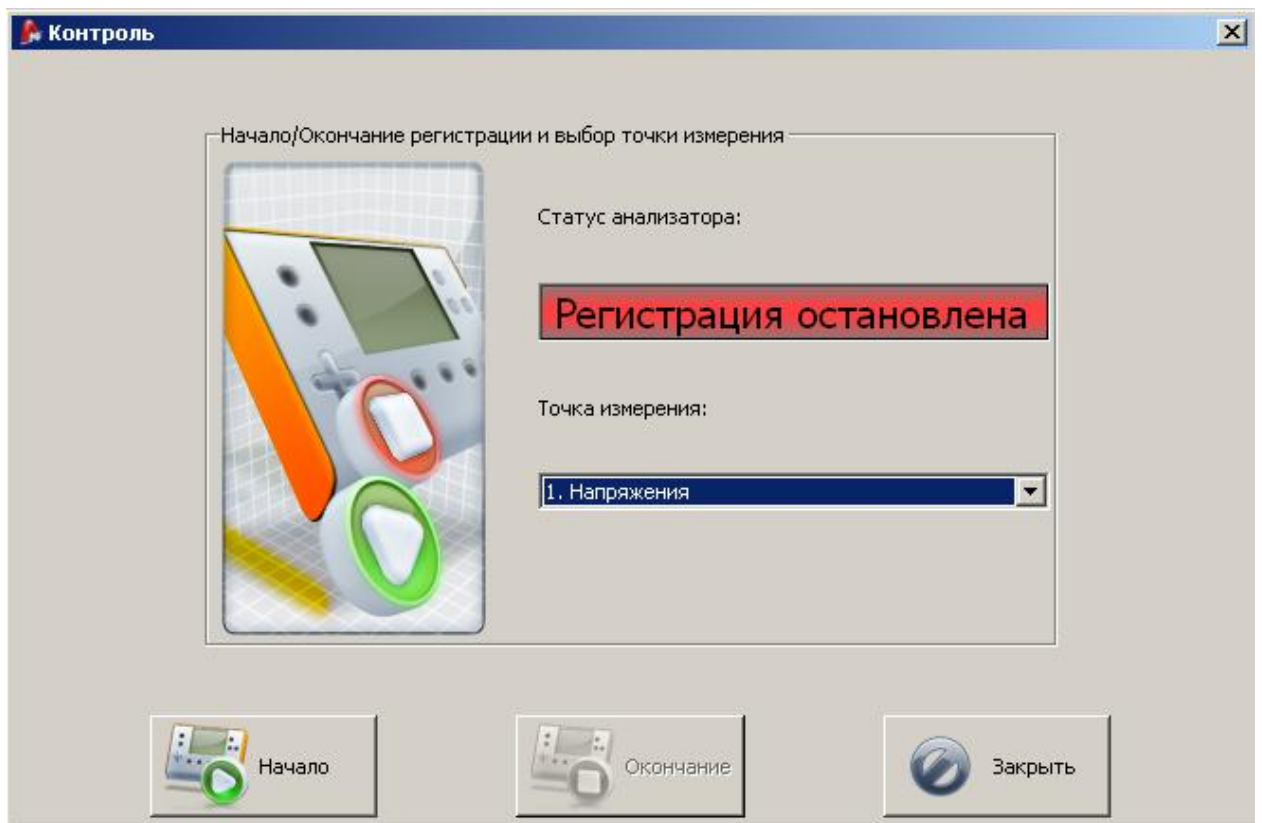 Контроль
Начало/Окончание регистрации и выбор точки измерения
Статус анализатора:
Регистрация остановлена
Точка измерения:
1. Напряжения
Начало
Окончание
Закрыть